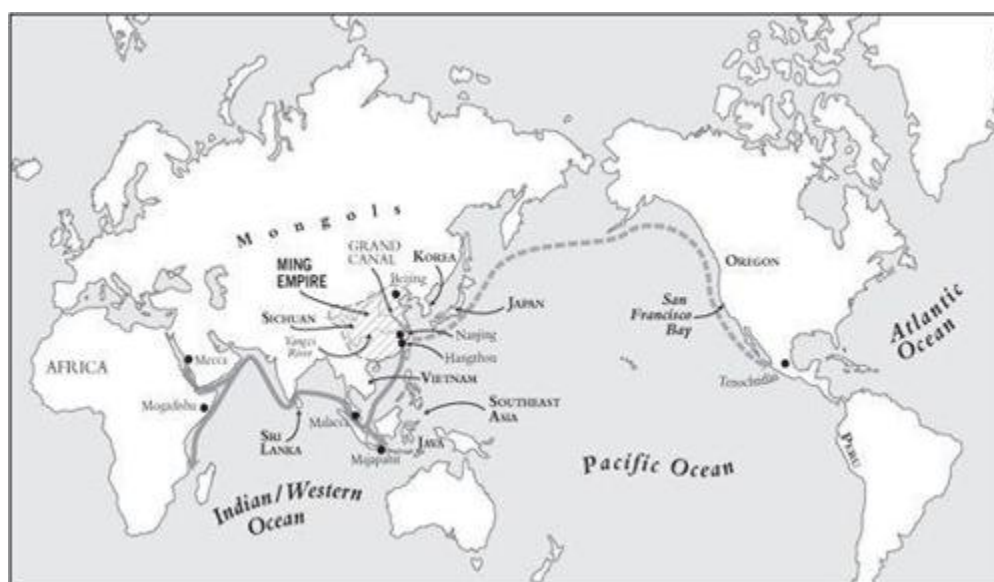 Mongols
GRAND
CANAL
KOREA
MING
EMPIRE
Beijing
SICHUAN
JAPAN
Yangzi
River
Nanjing
Hangzhou
OREGON
San
Francisco
Bay
Atlantic
Ocean
AFRICA
Mecca
VIETNAM
Tenochtitlan
Mogadishu
SOUTHEAST
ASIA
Malacca
SRI
LANKA
JAVA
Majapahit
PERU
Pacific Ocean
Indian/Western
Ocean